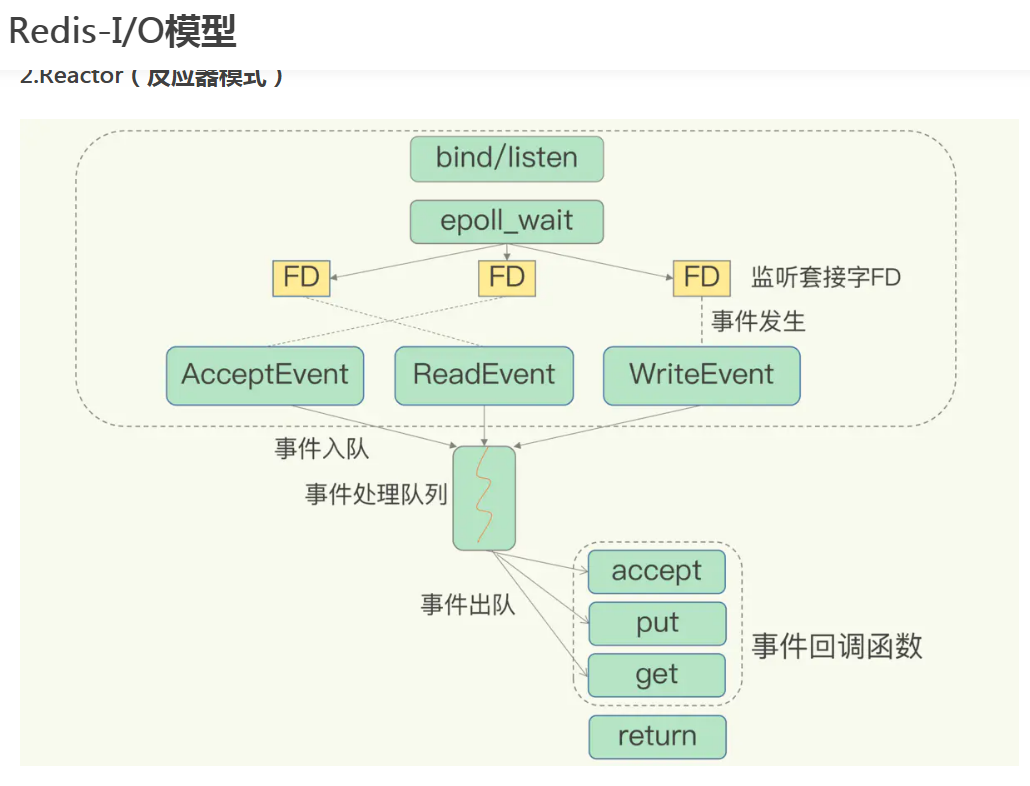 Redis-I/O模型
2.Reactor（反应器模式）
bind/listen
epoll_wait
FD
FD
FD
监听套接字FD
事件发生
AcceptEvent
ReadEvent
WriteEvent
事件入队
事件处理队列
事件出队
accept
put
get
事件回调函数
return